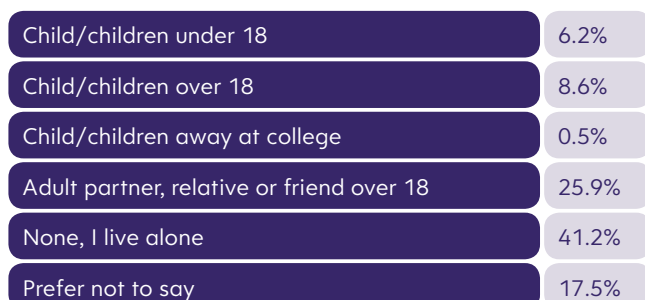 Child/children under 18 6.2%
Child/children over 18 8.6%
Child/children away at college 0.5%
Adult partner, relative or friend over 18 25.9%
None, I live alone 41.2%
Prefer not to say 17.5%